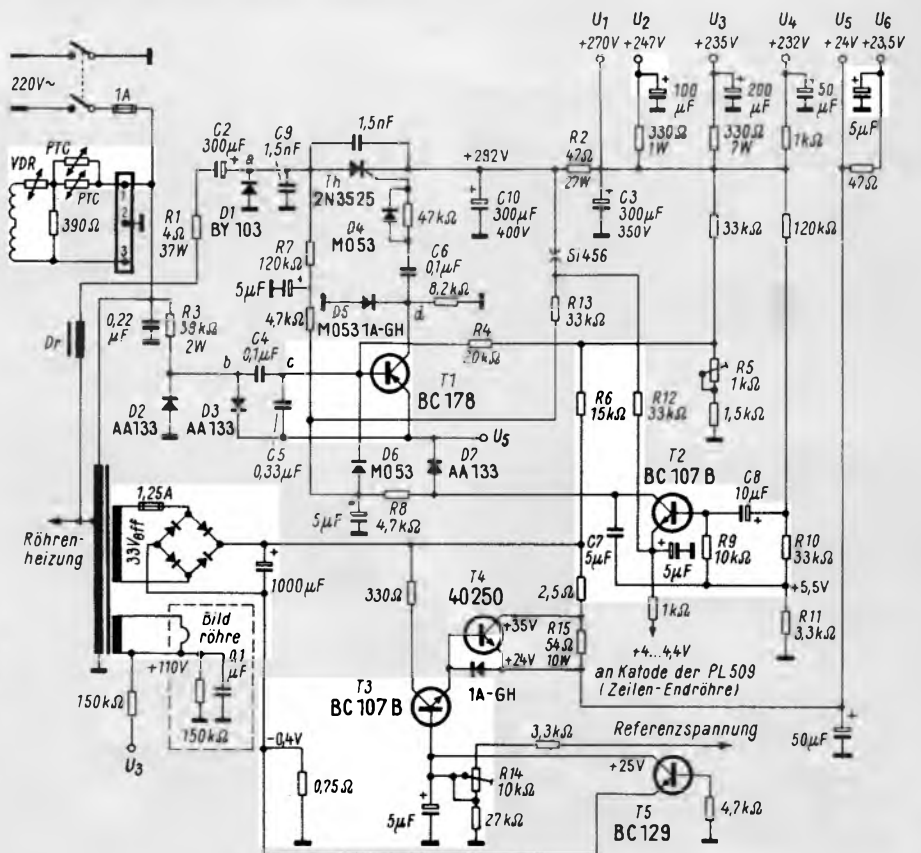 U1 U2 U3 U4 U5 U6
+270V +247V +235V +232V +24V +23,5V
220V~
1A
100 µF
200 µF
50 µF
5µF
330Ω 1W
330Ω 2W
1kΩ
47Ω
VDR
PTC
PTC
390Ω
1
2
3
R1 4Ω 37W
C2 300µF
+ a
D1 BY 103
C9 1,5nF
1,5nF
Th 2N3525
+292V
R2 47Ω 27W
D4 M053
47kΩ
C10 300µF 400V
C3 300µF 350V
33kΩ
120kΩ
R7 120kΩ
C6 0,1µF
Si456
5µF
8,2kΩ
R13 33kΩ
D5 M053 1A-GH
d
4,7kΩ
Dr
0,22 µF
R3 39kΩ 2W
C4 0,1µF
b
c
R4 20kΩ
T1 BC 178
R5 1kΩ
1,5kΩ
R6 15kΩ
R12 33kΩ
D2 AA133
D3 AA133
C5 0,33µF
U5
D6 M053
D7 AA133
T2 BC 107 B
C8 10µF
1,25A
5µF
R8 4,7kΩ
C7 5µF
5µF
R9 10kΩ
R10 33kΩ
Röhren-
heizung
33Veff
1000µF
+5,5V
330Ω
T4 40250
2,5Ω
1kΩ
R11 3,3kΩ
+35V
R15 54Ω 10W
+24V
+4...4,4V
an Katode der PL509
(Zeilen-Endröhre)
Bild
röhre
+110V
0,1 µF
1A-GH
150kΩ
150kΩ
U3
T3 BC 107 B
3,3kΩ
Referenzspannung
50µF
-0,4V
0,75Ω
R14 10kΩ
+25V
5µF
27kΩ
T5 BC129
4,7kΩ